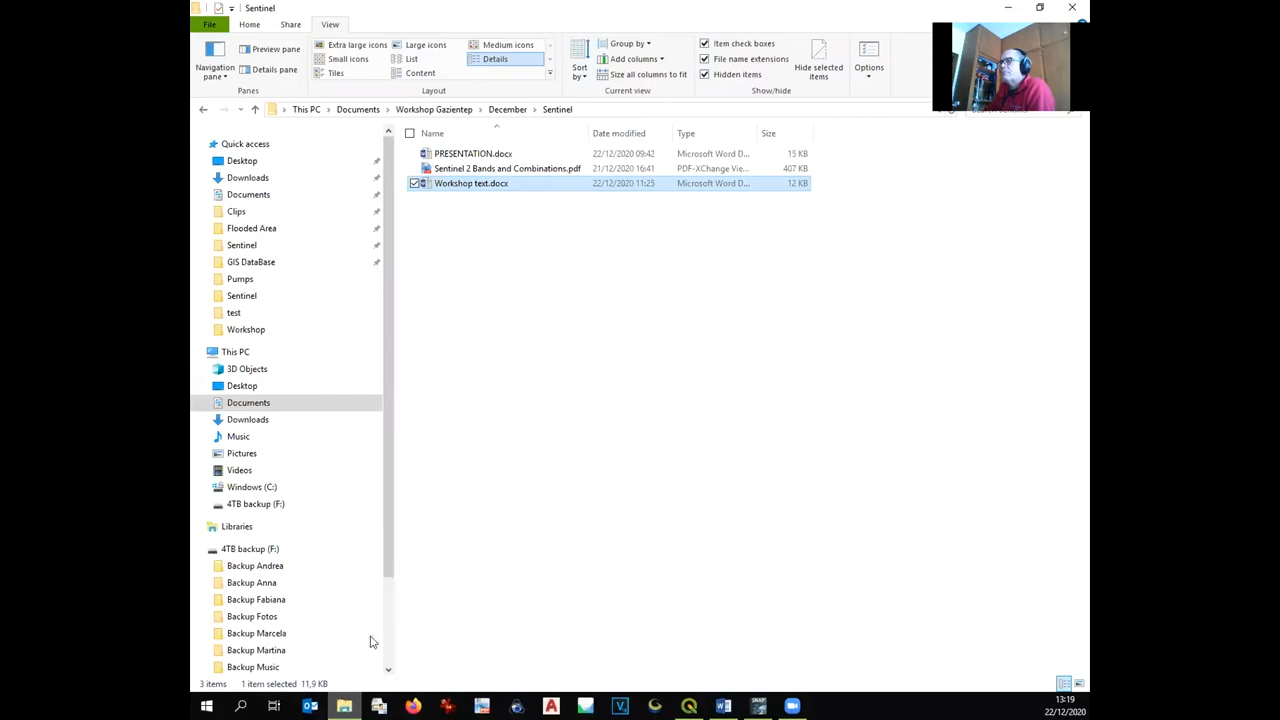 Sentinel
File Home Share View
Navigation pane
Preview pane
Details pane
Panes
Extra large icons Large icons Medium icons
Small icons List Details
Tiles Content
Layout
Sort by
Group by
Add columns
Size all columns to fit
Current view
Item check boxes
File name extensions
Hidden items
Hide selected items
Show/hide
Options
This PC > Documents > Workshop Gazientep > December > Sentinel
Name Date modified Type Size
PRESENTATION.docx 22/12/2020 09:42 Microsoft Word D... 15 KB
Sentinel 2 Bands and Combinations.pdf 21/12/2020 16:41 PDF-XChange Vie... 407 KB
Workshop text.docx 22/12/2020 11:25 Microsoft Word D... 12 KB
Quick access
Desktop
Downloads
Documents
Clips
Flooded Area
Sentinel
GIS DataBase
Pumps
Sentinel
test
Workshop
This PC
3D Objects
Desktop
Documents
Downloads
Music
Pictures
Videos
Windows (C:)
4TB backup (F:)
Libraries
4TB backup (F:)
Backup Andrea
Backup Anna
Backup Fabiana
Backup Fotos
Backup Marcela
Backup Martina
Backup Music
3 items 1 item selected 11,9 KB
13:19
22/12/2020